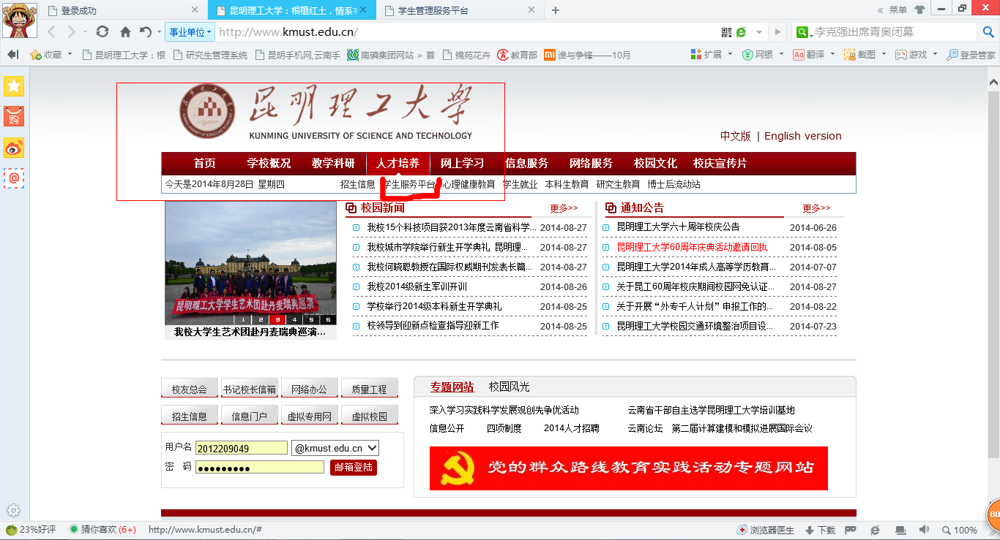 登录成功 昆明理工大学：根植红土，情系 学生管理服务平台
菜单
事业单位 http://www.kmust.edu.cn/ 李克强出席青奥闭幕
收藏 昆明理工大学：根 研究生管理系统 昆明手机网,云南手 南磷集团网站 > 首 锦苑花卉 教育部 谁与争锋——10月 扩展 网银 翻译 截图 游戏 登录管家
购
昆明理工大学
KUNMING UNIVERSITY OF SCIENCE AND TECHNOLOGY
中文版 | English version
首页 学校概况 教学科研 人才培养 网上学习 信息服务 网络服务 校园文化 校庆宣传片
今天是2014年8月28日 星期四 招生信息 学生服务平台 心理健康教育 学生就业 本科生教育 研究生教育 博士后流动站
校园新闻 更多>>
我校15个科技项目获2013年度云南省科学... 2014-08-27
我校城市学院举行新生开学典礼 昆明理... 2014-08-27
我校何晓聪教授在国际权威期刊发表长篇... 2014-08-27
我校2014级新生军训开训 2014-08-26
学校举行2014级本科新生开学典礼 2014-08-25
校领导到迎新点检查指导迎新工作 2014-08-25
通知公告 更多>>
昆明理工大学六十周年校庆公告 2014-06-26
昆明理工大学60周年庆典活动邀请回执 2014-08-05
昆明理工大学2014年成人高等学历教育... 2014-07-07
关于昆工60周年校庆期间校园网免认证... 2014-08-27
关于开展“外专千人计划”申报工作的... 2014-08-22
昆明理工大学校园交通环境整治项目设... 2014-07-23
昆明理工大学学生艺术团赴丹麦瑞典巡演
1 2 3 4 5 6
我校大学生艺术团赴丹麦瑞典巡演...
校友总会 书记校长信箱 网络办公 质量工程
招生信息 信息门户 虚拟专用网 虚拟校园
用户名 2012209049 @kmust.edu.cn
密 码 ●●●●●●●●● 邮箱登陆
专题网站 校园风光
深入学习实践科学发展观创先争优活动 云南省干部自主选学昆明理工大学培训基地
信息公开 四项制度 2014人才招聘 云南论坛 第二届计算建模和模拟进展国际会议
党的群众路线教育实践活动专题网站
80
23%好评 猜你喜欢 (6+) http://www.kmust.edu.cn/# 浏览器医生 下载 100%